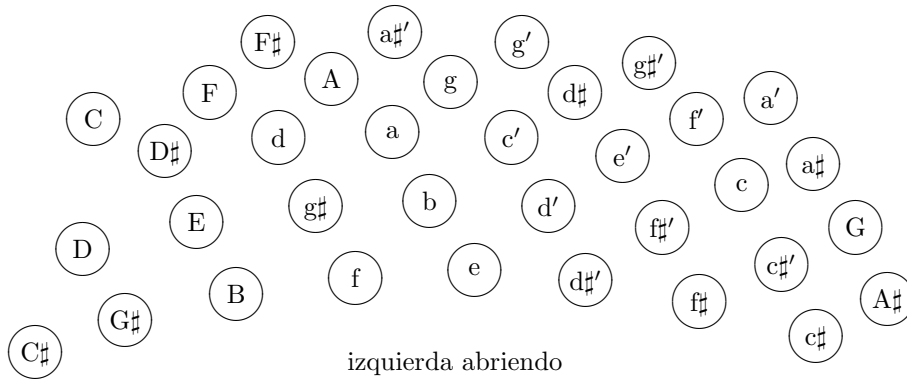 F♯ a♯′ g′ g♯′
C F A g d♯ f′ a′
D♯ d a c′ e′ c a♯
D E g♯ b d′ f♯′ G
G♯ B f e d♯′ f♯ c♯′ A♯
C♯ c♯
izquierda abriendo